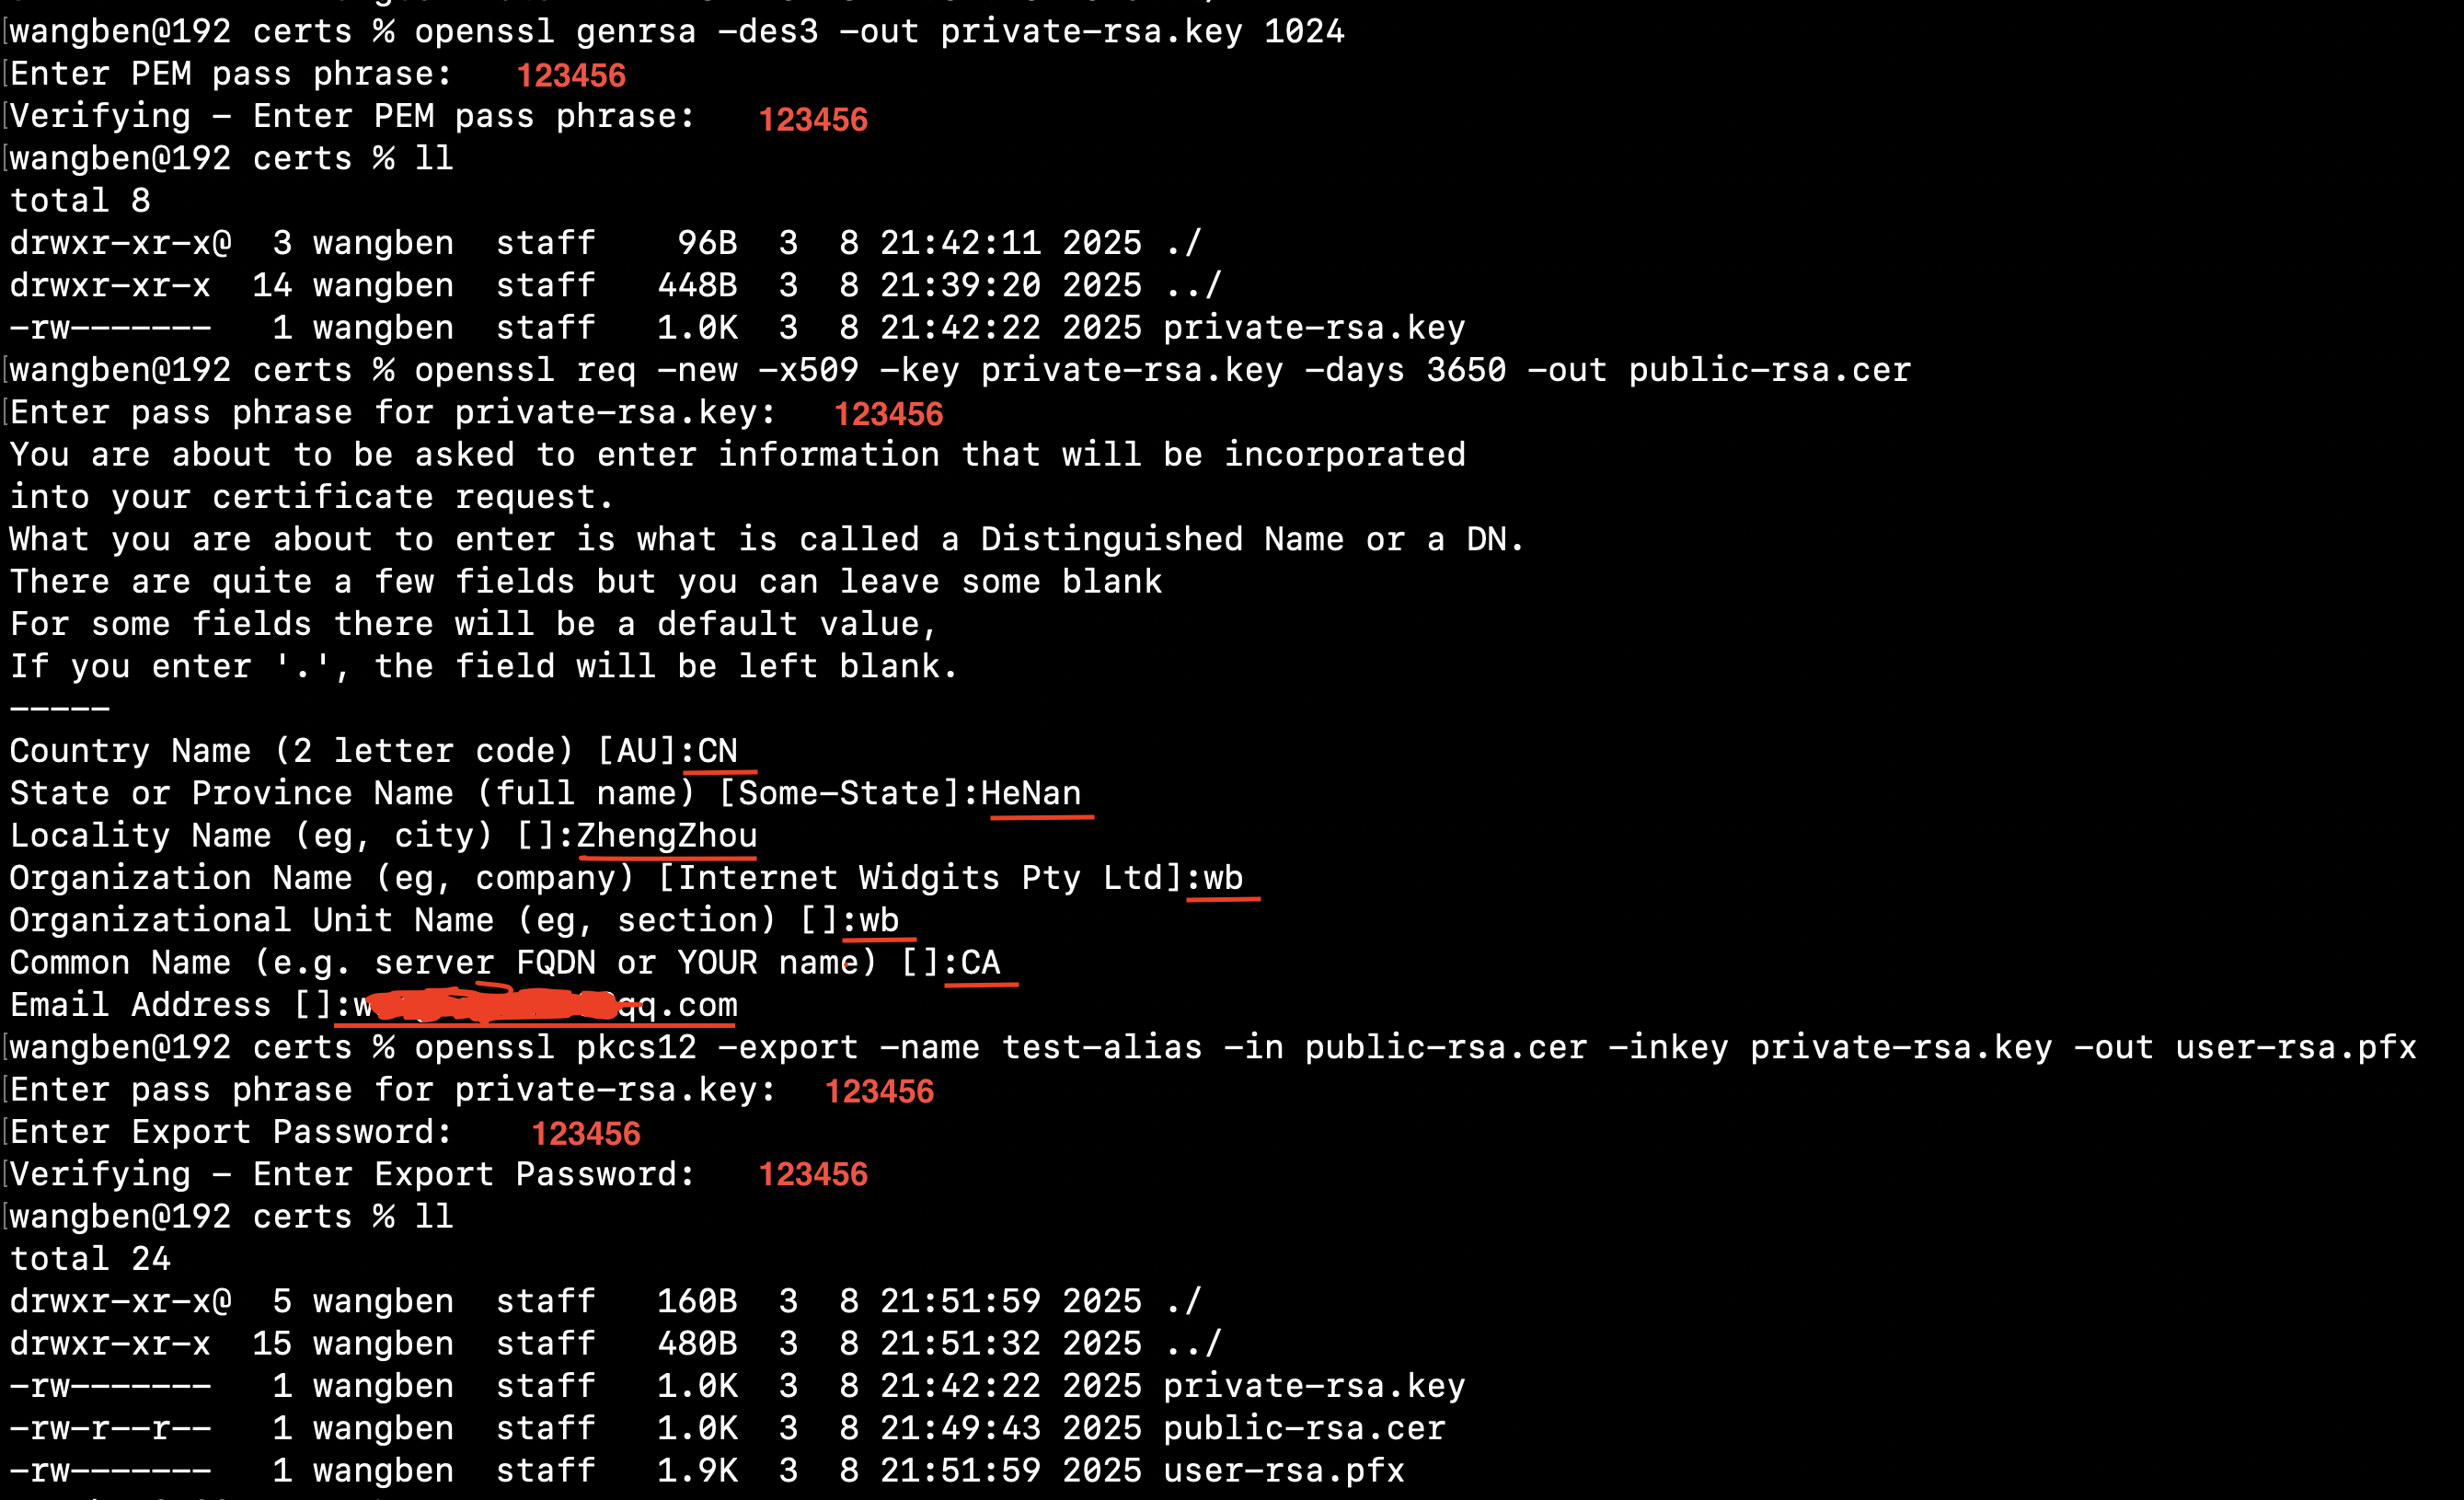 wangben@192 certs % openssl genrsa -des3 -out private-rsa.key 1024
Enter PEM pass phrase: 123456
Verifying - Enter PEM pass phrase: 123456
wangben@192 certs % ll
total 8
drwxr-xr-x@  3 wangben  staff    96B  3  8 21:42:11 2025 ./
drwxr-xr-x  14 wangben  staff   448B  3  8 21:39:20 2025 ../
-rw-------   1 wangben  staff   1.0K  3  8 21:42:22 2025 private-rsa.key
wangben@192 certs % openssl req -new -x509 -key private-rsa.key -days 3650 -out public-rsa.cer
Enter pass phrase for private-rsa.key: 123456
You are about to be asked to enter information that will be incorporated
into your certificate request.
What you are about to enter is what is called a Distinguished Name or a DN.
There are quite a few fields but you can leave some blank
For some fields there will be a default value,
If you enter '.', the field will be left blank.
-----
Country Name (2 letter code) [AU]:CN
State or Province Name (full name) [Some-State]:HeNan
Locality Name (eg, city) []:ZhengZhou
Organization Name (eg, company) [Internet Widgits Pty Ltd]:wb
Organizational Unit Name (eg, section) []:wb
Common Name (e.g. server FQDN or YOUR name) []:CA
Email Address []:w qq.com
wangben@192 certs % openssl pkcs12 -export -name test-alias -in public-rsa.cer -inkey private-rsa.key -out user-rsa.pfx
Enter pass phrase for private-rsa.key: 123456
Enter Export Password: 123456
Verifying - Enter Export Password: 123456
wangben@192 certs % ll
total 24
drwxr-xr-x@  5 wangben  staff   160B  3  8 21:51:59 2025 ./
drwxr-xr-x  15 wangben  staff   480B  3  8 21:51:32 2025 ../
-rw-------   1 wangben  staff   1.0K  3  8 21:42:22 2025 private-rsa.key
-rw-r--r--   1 wangben  staff   1.0K  3  8 21:49:43 2025 public-rsa.cer
-rw-------   1 wangben  staff   1.9K  3  8 21:51:59 2025 user-rsa.pfx